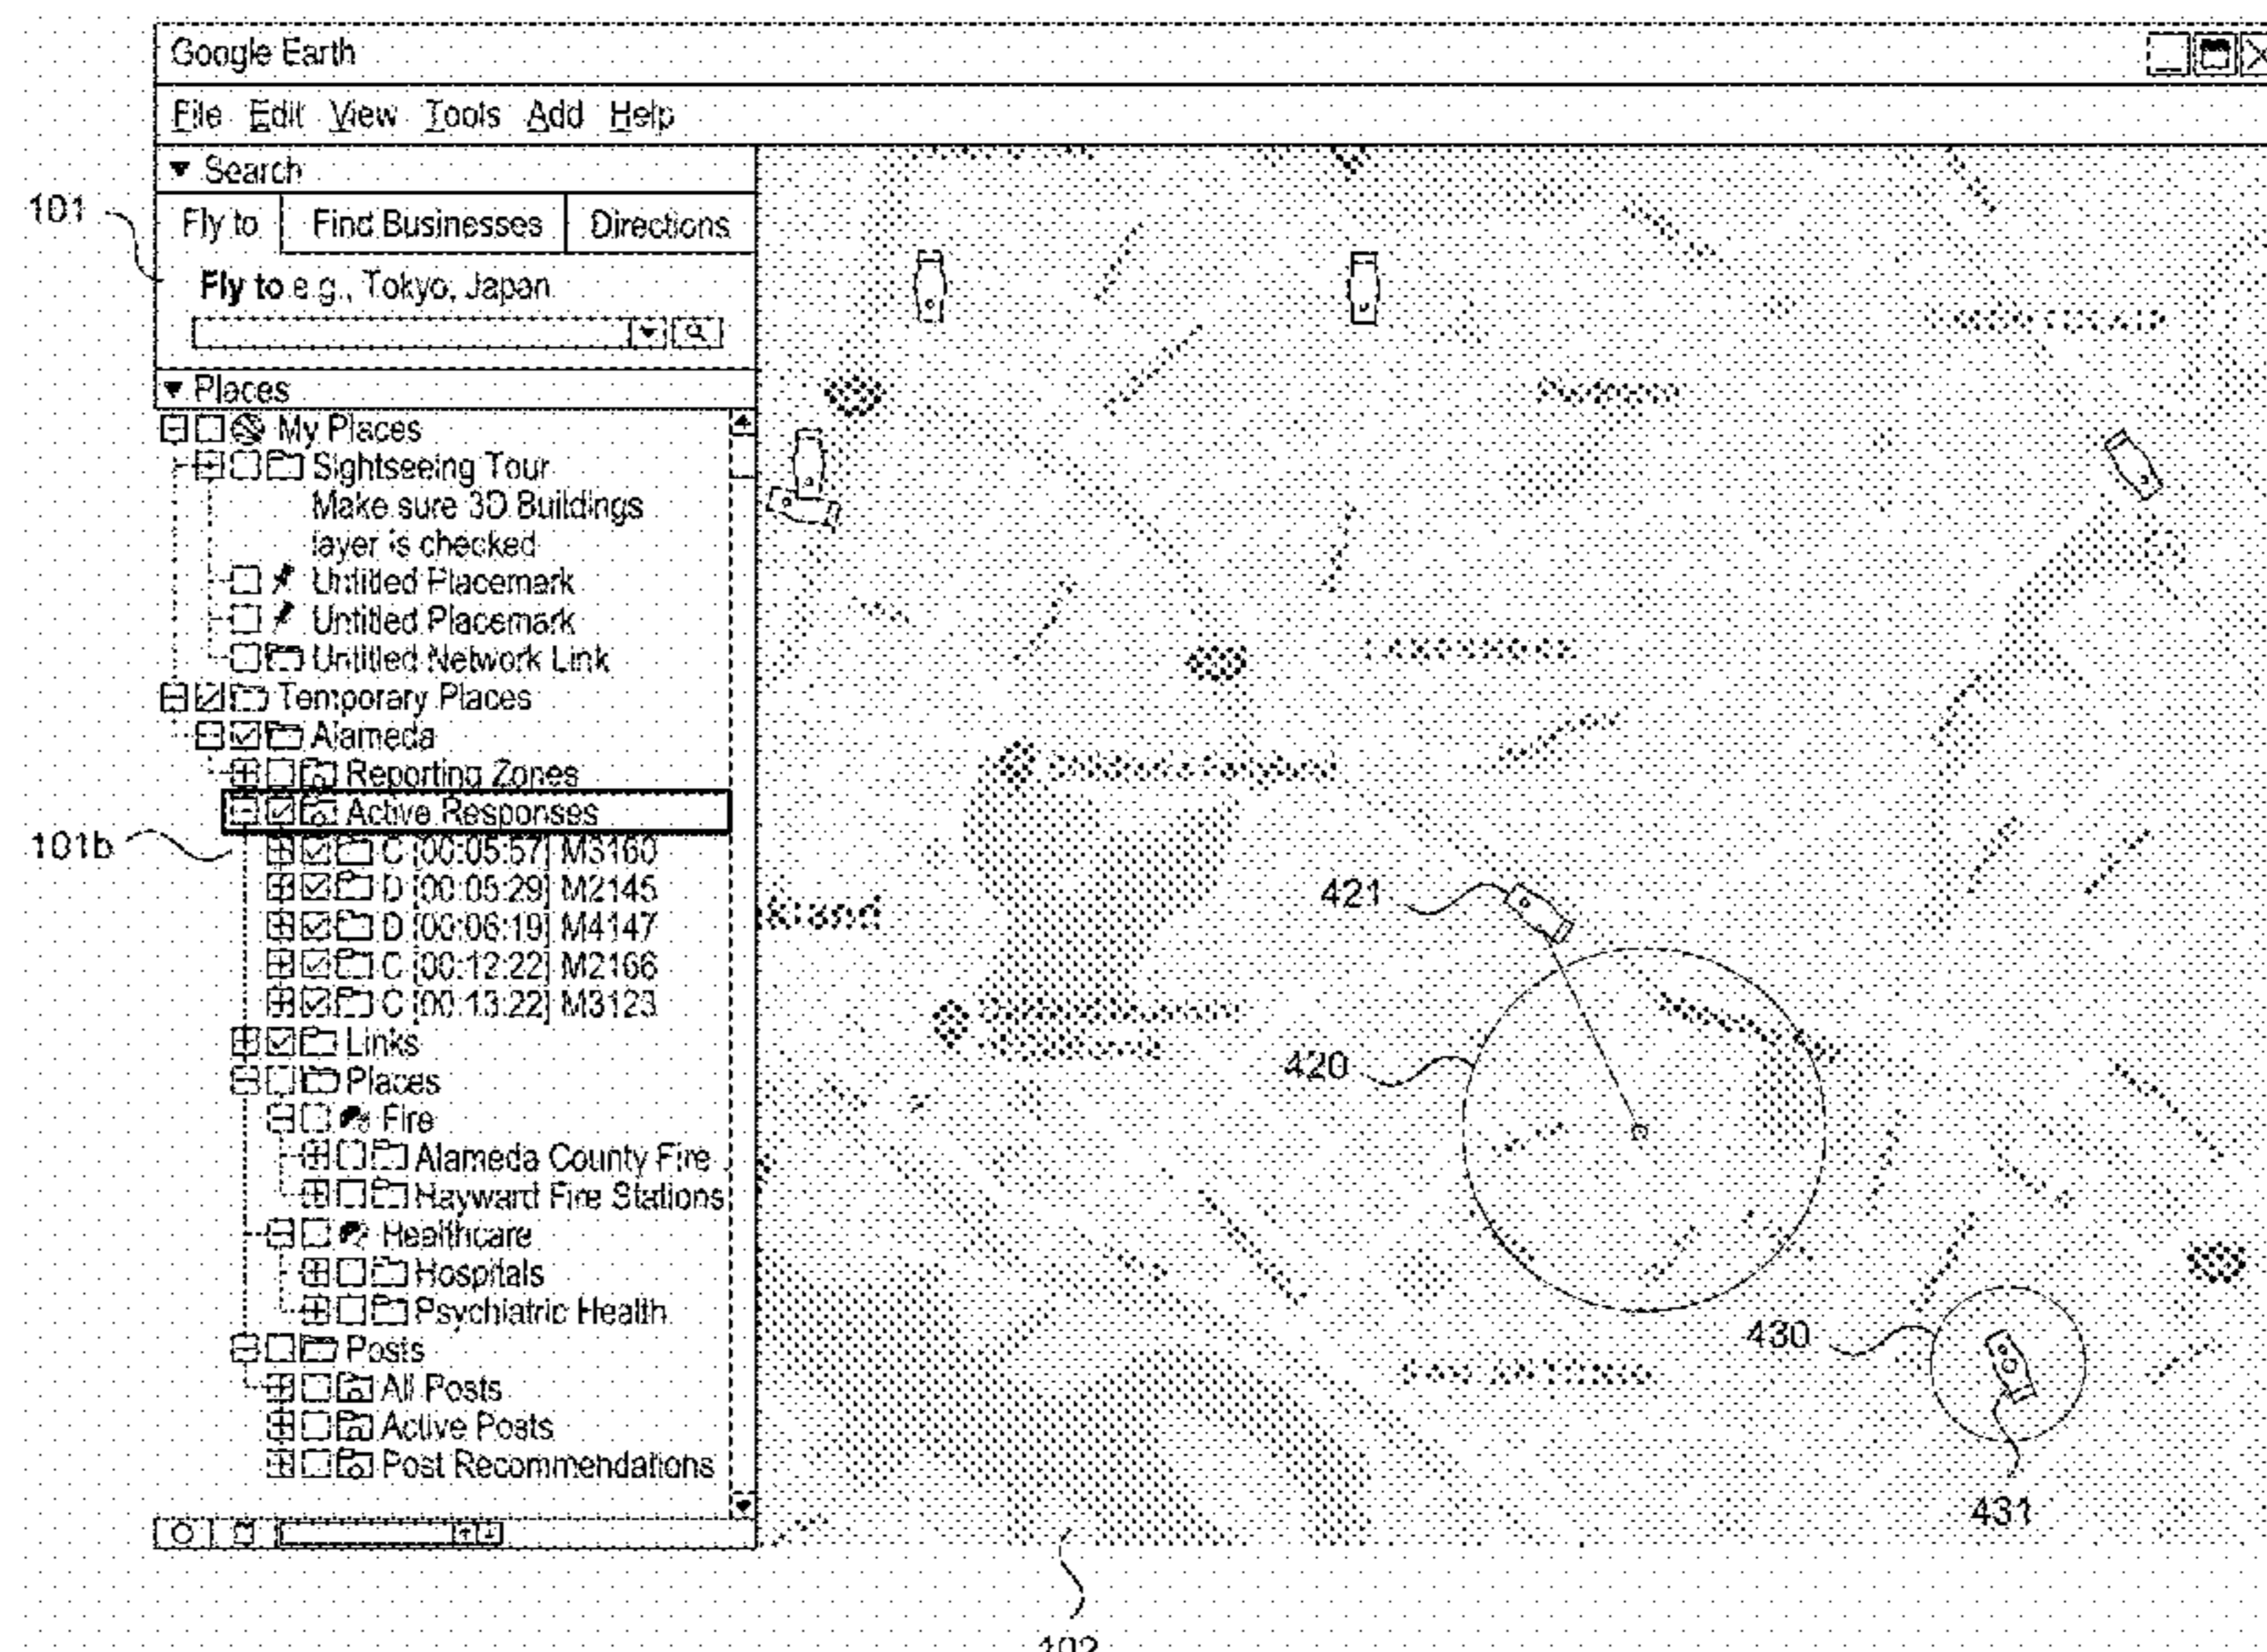 Google Earth
File Edit View Tools Add Help
Search
101
Fly to Find Businesses Directions
Fly to e.g., Tokyo, Japan
Places
My Places
Sightseeing Tour
Make sure 3D Buildings
layer is checked
Untitled Placemark
Untitled Placemark
Untitled Network Link
Temporary Places
Alameda
Reporting Zones
Active Responses
101b
C [00:05:57] M3160
D [00:05:29] M2145
D [00:06:19] M4147
C [00:12:22] M2166
C [00:13:22] M3123
Links
Places
Fire
Alameda County Fire
Hayward Fire Stations
Healthcare
Hospitals
Psychiatric Health
Posts
All Posts
Active Posts
Post Recommendations
421
420
430
431
102